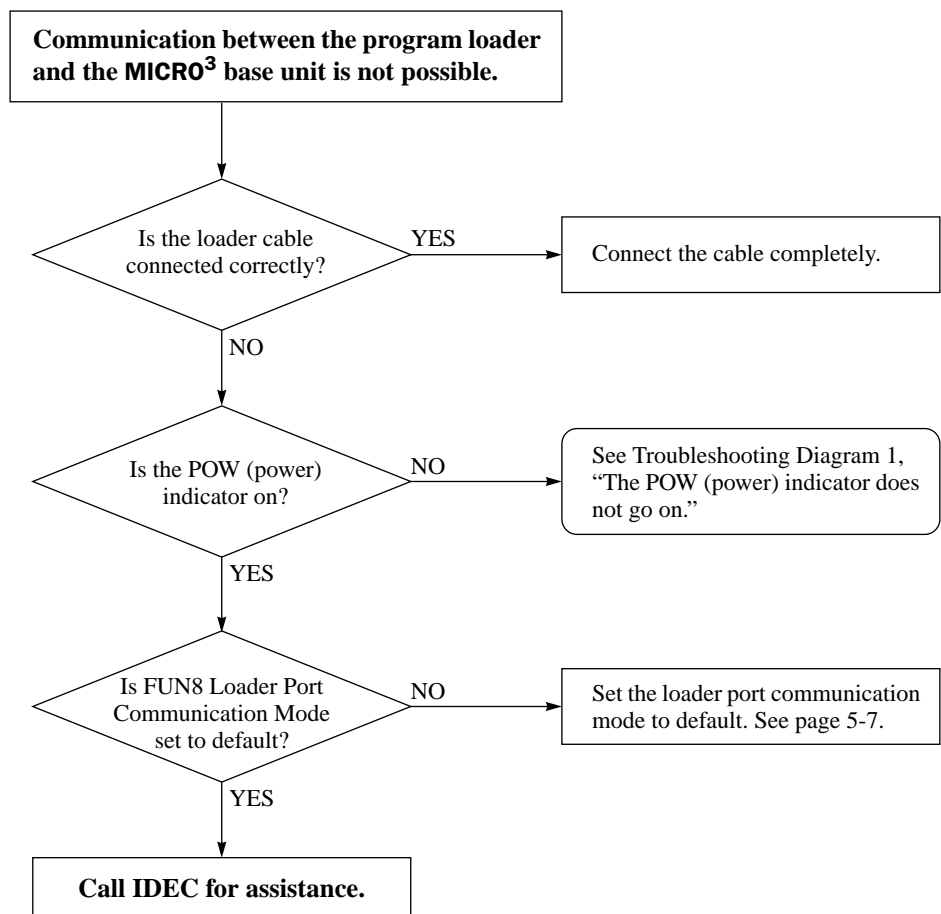 Communication between the program loader
and the MICRO³ base unit is not possible.
Is the loader cable
connected correctly?
YES
Connect the cable completely.
NO
Is the POW (power)
indicator on?
NO
See Troubleshooting Diagram 1,
“The POW (power) indicator does
not go on.”
YES
Is FUN8 Loader Port
Communication Mode
set to default?
NO
Set the loader port communication
mode to default. See page 5-7.
YES
Call IDEC for assistance.